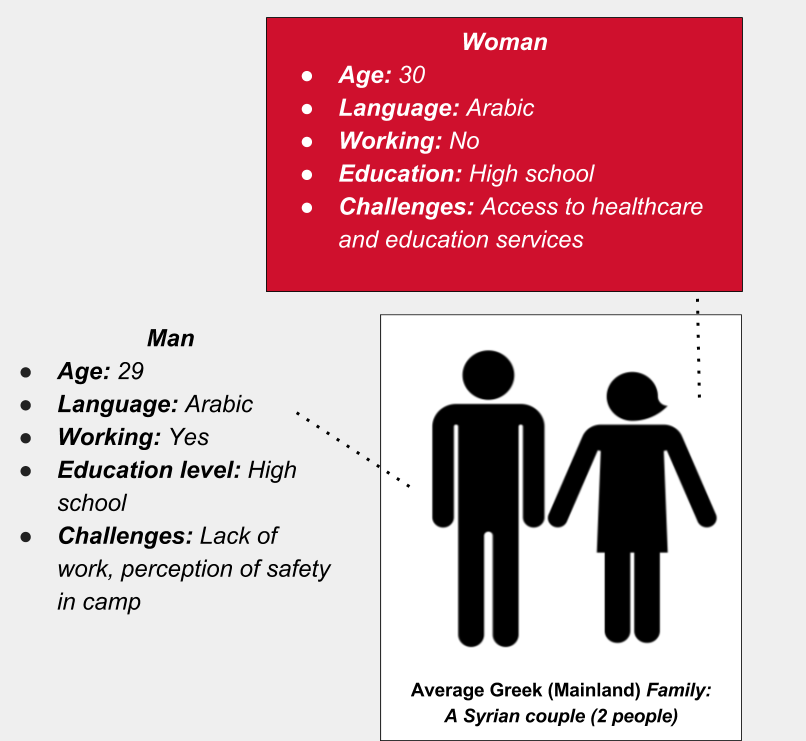 Woman
● Age: 30
● Language: Arabic
● Working: No
● Education: High school
● Challenges: Access to healthcare
and education services
Man
● Age: 29
● Language: Arabic
● Working: Yes
● Education level: High
school
● Challenges: Lack of
work, perception of safety
in camp
Average Greek (Mainland) Family:
A Syrian couple (2 people)